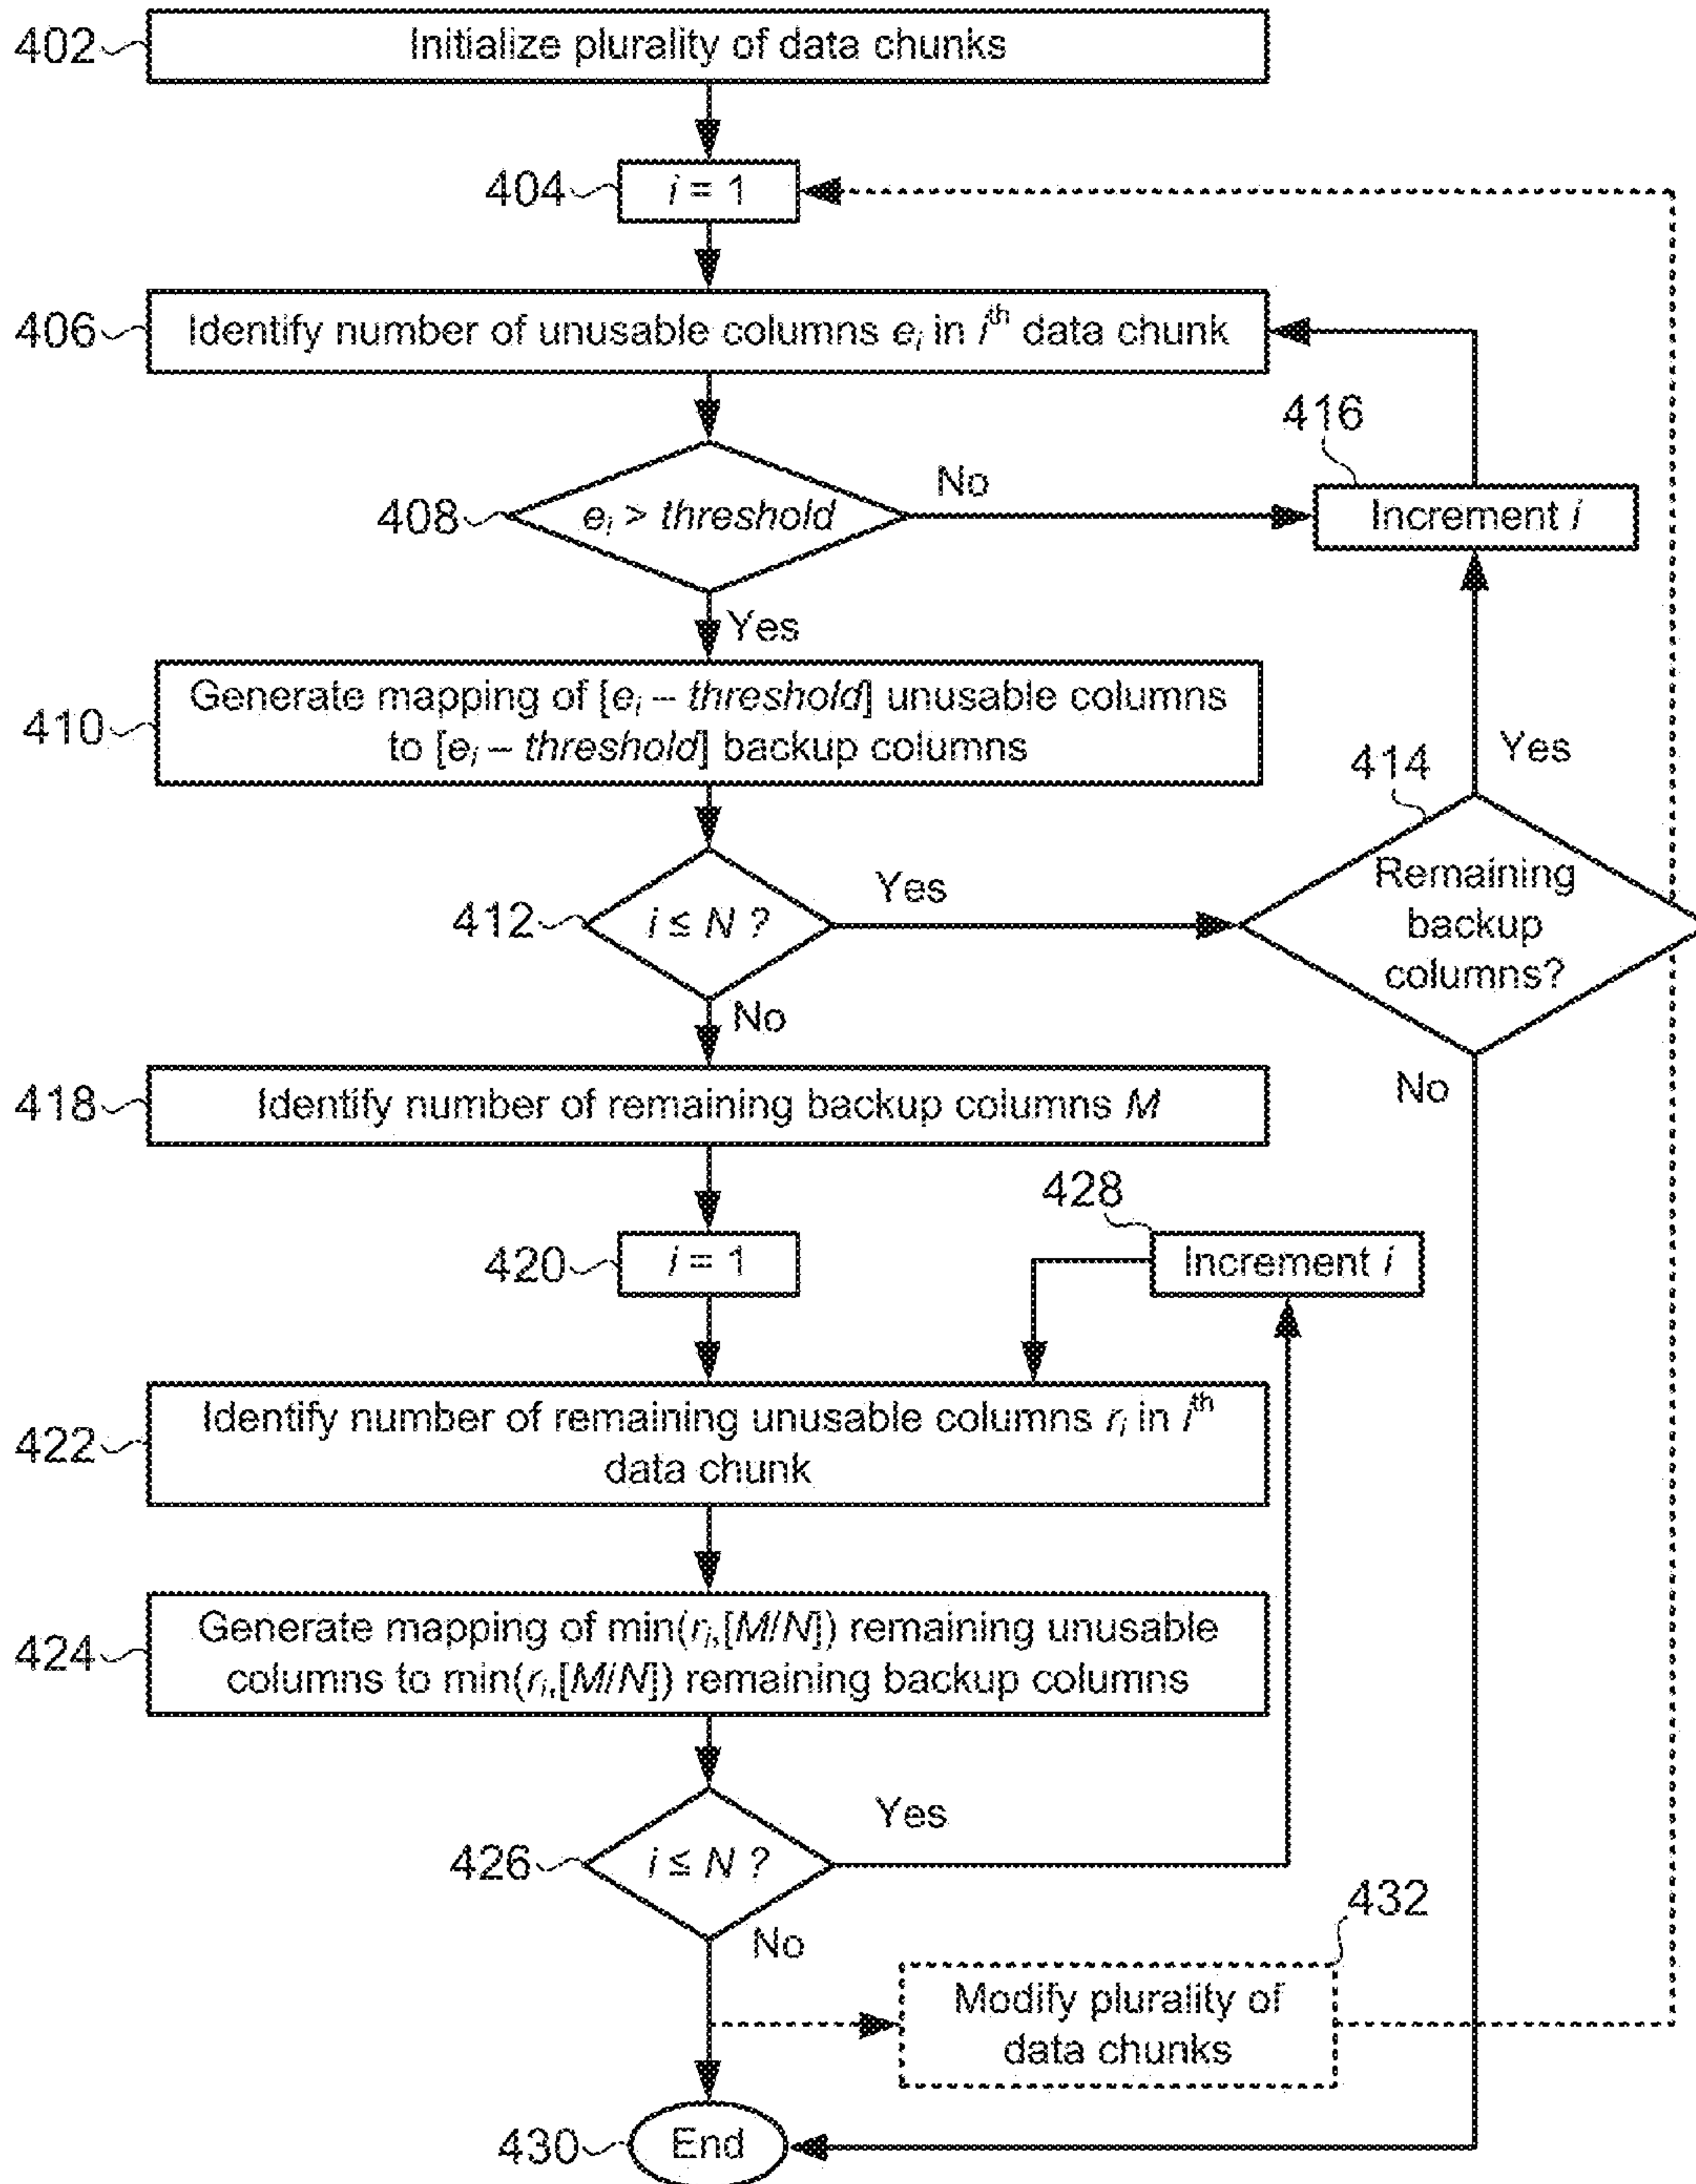 402
Initialize plurality of data chunks
404
i = 1
406
Identify number of unusable columns eᵢ in iᵗʰ data chunk
416
408
eᵢ > threshold
No
Increment i
Yes
410
Generate mapping of [eᵢ – threshold] unusable columns
to [eᵢ – threshold] backup columns
414
Yes
412
i ≤ N ?
Yes
Remaining
backup
columns?
No
No
418
Identify number of remaining backup columns M
428
420
i = 1
Increment i
422
Identify number of remaining unusable columns rᵢ in iᵗʰ
data chunk
424
Generate mapping of min(rᵢ,[M/N]) remaining unusable
columns to min(rᵢ,[M/N]) remaining backup columns
426
i ≤ N ?
Yes
No
432
Modify plurality of
data chunks
430
End